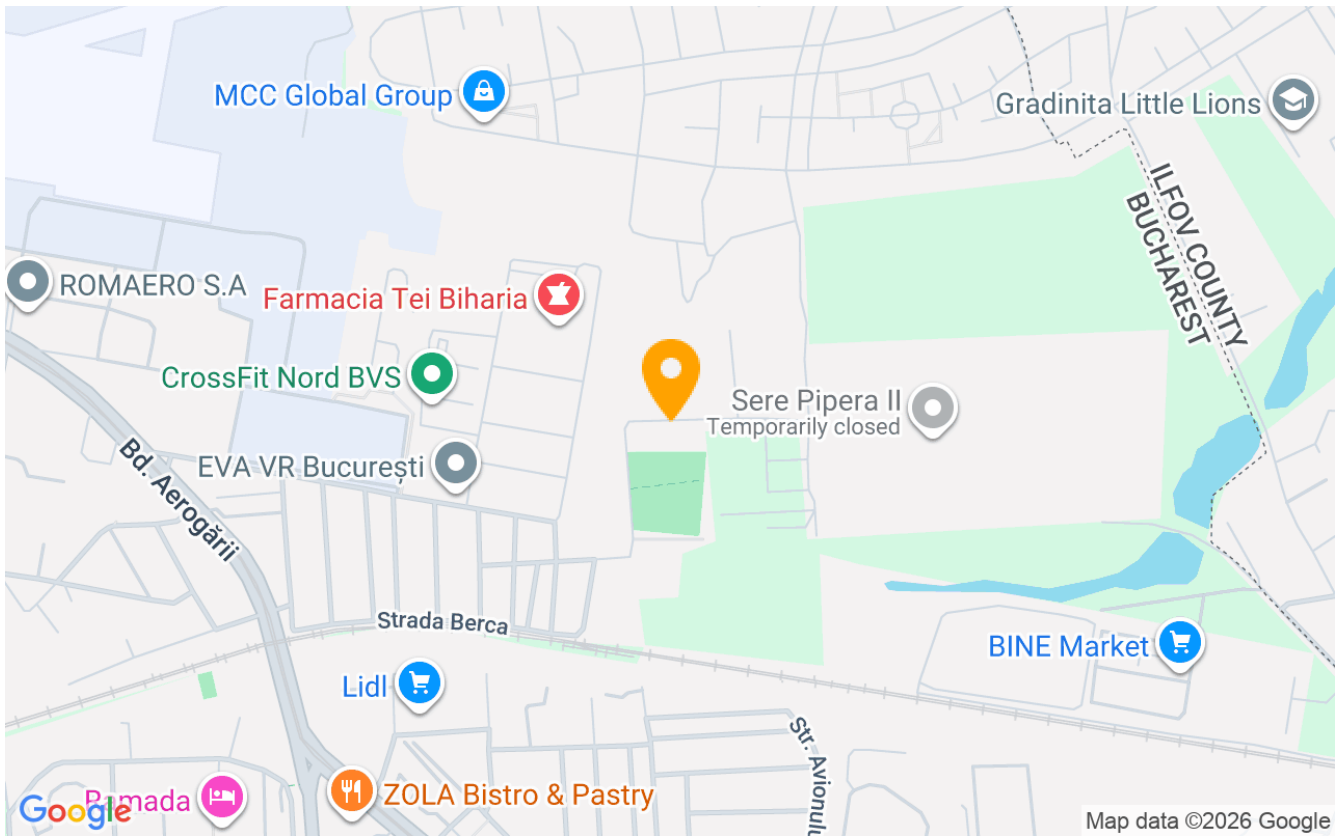 MCC Global Group
Gradinita Little Lions
ILFOV COUNTY
BUCHAREST
ROMAERO S.A
Farmacia Tei Biharia
CrossFit Nord BVS
Sere Pipera II
Temporarily closed
EVA VR București
Bd. Aerogării
Strada Berca
BINE Market
Lidl
Str. Avionulu
Ramada
ZOLA Bistro & Pastry
Google
Map data ©2026 Google